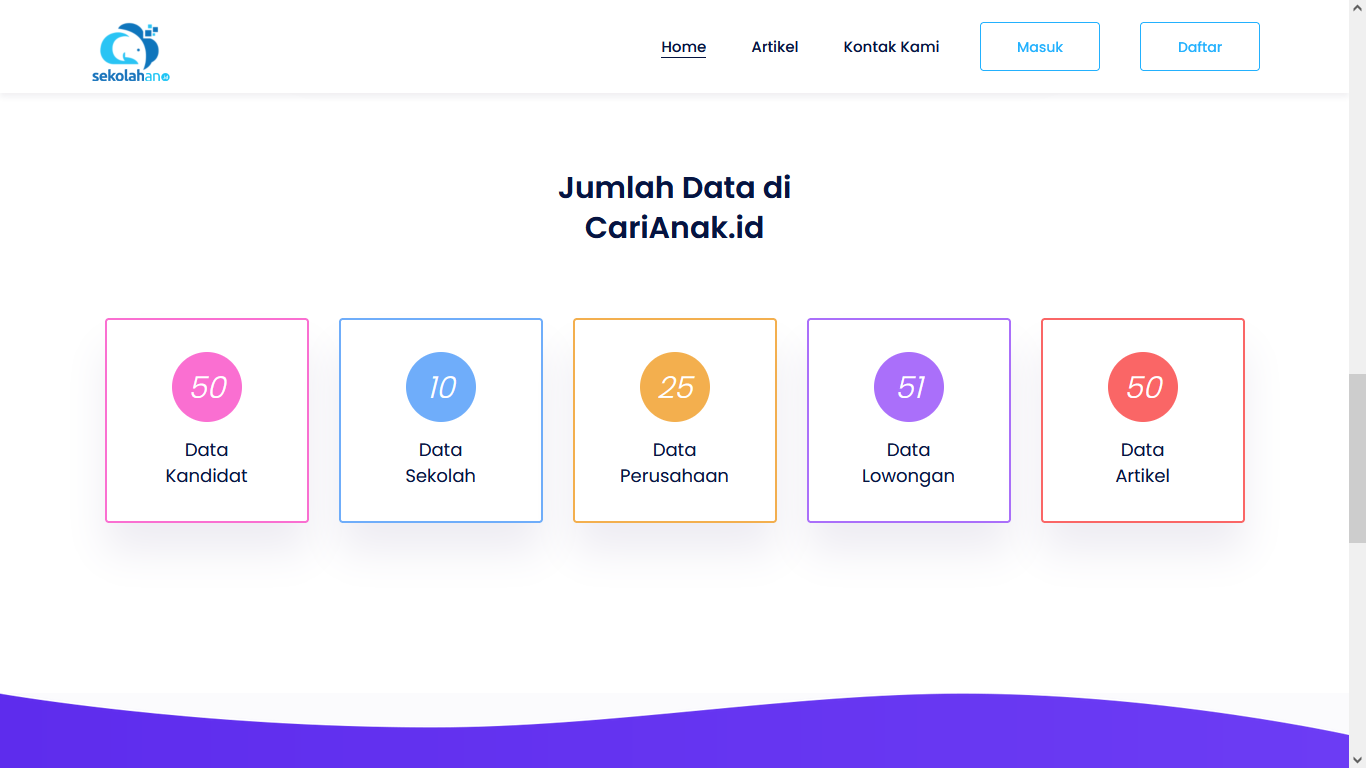 sekolahan
Home
Artikel
Kontak Kami
Masuk
Daftar
Jumlah Data di
CariAnak.id
50
Data
Kandidat
10
Data
Sekolah
25
Data
Perusahaan
51
Data
Lowongan
50
Data
Artikel